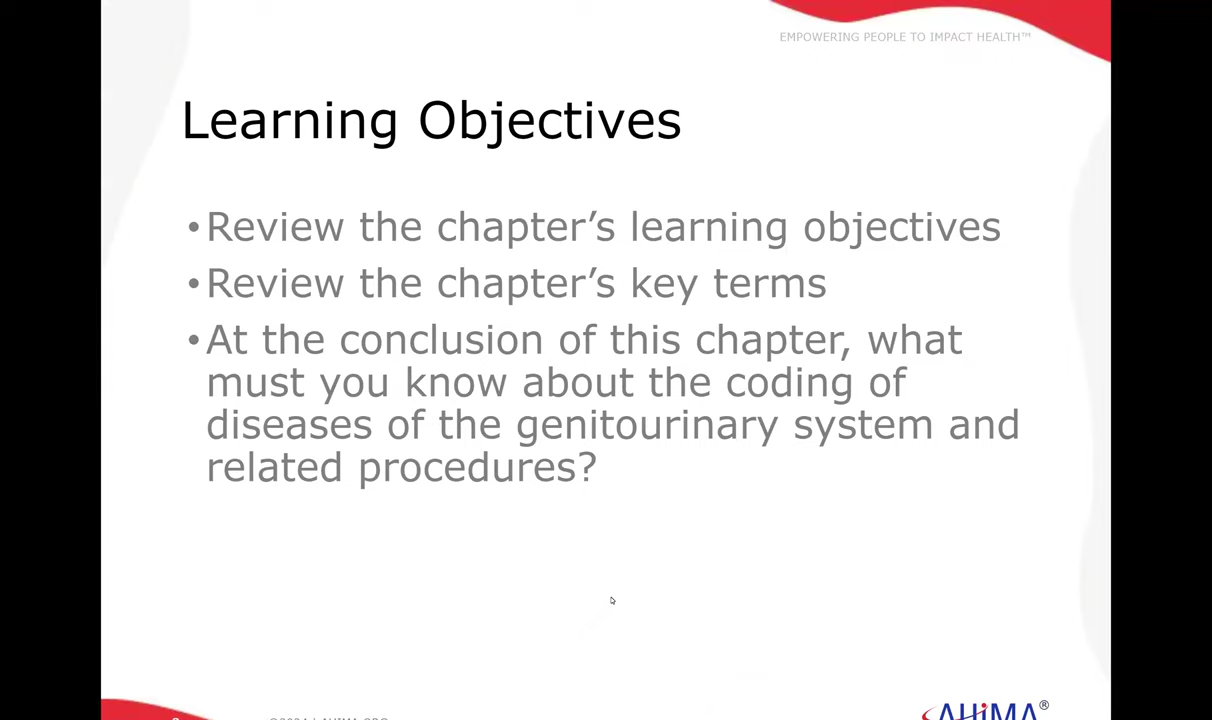 EMPOWERING PEOPLE TO IMPACT HEALTH™
Learning Objectives
•Review the chapter’s learning objectives
•Review the chapter’s key terms
•At the conclusion of this chapter, what
must you know about the coding of
diseases of the genitourinary system and
related procedures?
AHIMA®